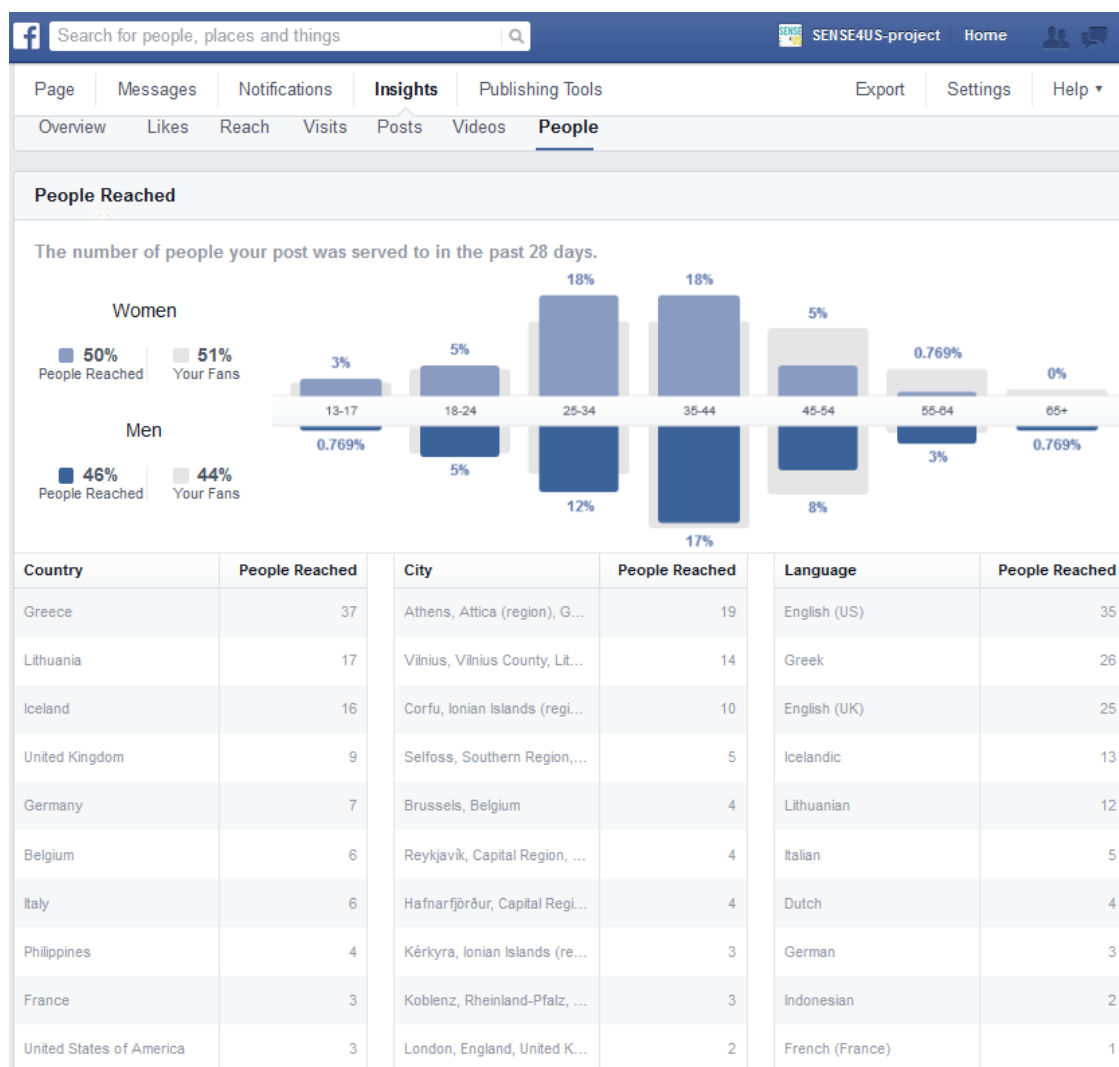 f Search for people, places and things SENSE4US-project Home
Page Messages Notifications Insights Publishing Tools Export Settings Help
Overview Likes Reach Visits Posts Videos People
People Reached
The number of people your post was served to in the past 28 days.
18% 18%
Women 5%
50% 51% 3% 5% 0.769% 0%
People Reached Your Fans
13-17 18-24 25-34 35-44 45-54 55-64 65+
Men 0.769% 5% 3% 0.769%
46% 44%
People Reached Your Fans
12% 8%
17%
Country People Reached City People Reached Language People Reached
Greece 37 Athens, Attica (region), G... 19 English (US) 35
Lithuania 17 Vilnius, Vilnius County, Lit... 14 Greek 26
Iceland 16 Corfu, Ionian Islands (regi... 10 English (UK) 25
United Kingdom 9 Selfoss, Southern Region,... 5 Icelandic 13
Germany 7 Brussels, Belgium 4 Lithuanian 12
Belgium 6 Reykjavík, Capital Region, ... 4 Italian 5
Italy 6 Hafnarfjörður, Capital Regi... 4 Dutch 4
Philippines 4 Kérkyra, Ionian Islands (re... 3 German 3
France 3 Koblenz, Rheinland-Pfalz, ... 3 Indonesian 2
United States of America 3 London, England, United K... 2 French (France) 1